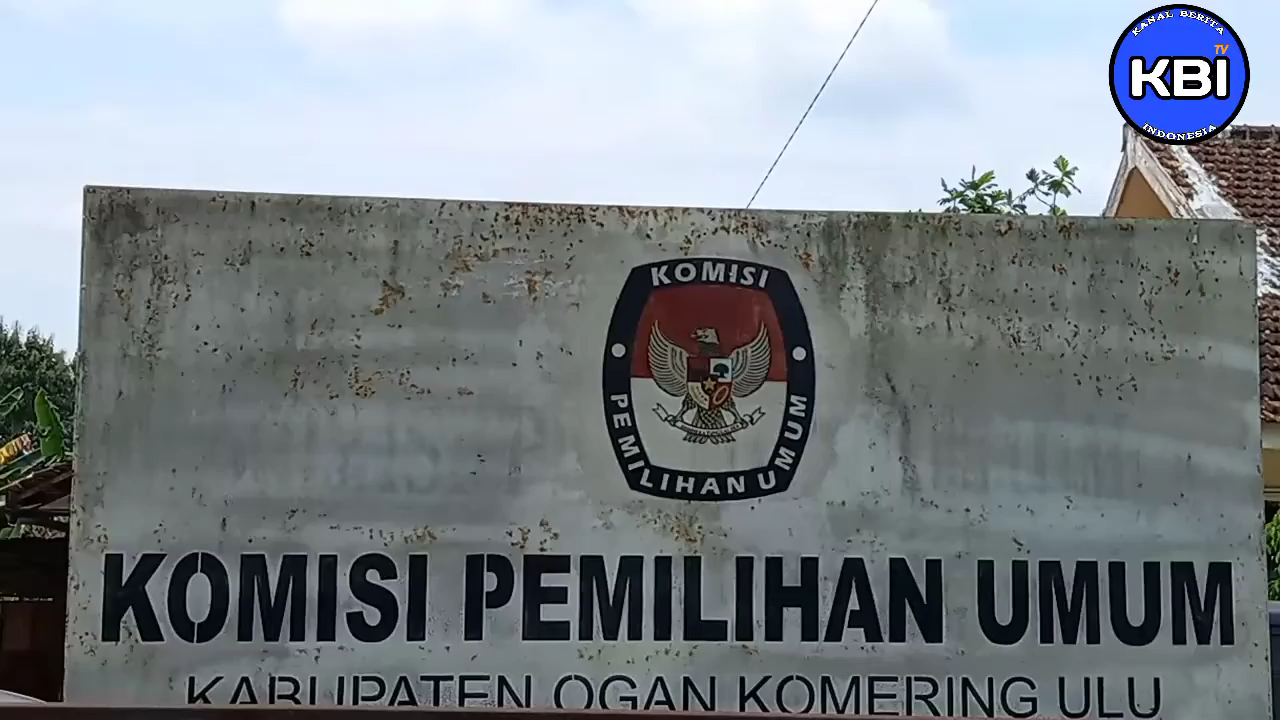 KANAL BERITA
TV
KBI
INDONESIA
KOMISI
PEMILIHAN UMUM
KOMISI PEMILIHAN UMUM
KABUPATEN OGAN KOMERING ULU